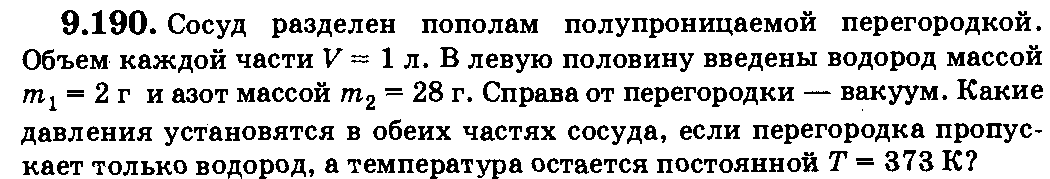 9.190. Сосуд разделен пополам полупроницаемой перегородкой.
Объем каждой части V = 1 л. В левую половину введены водород массой
m₁ = 2 г и азот массой m₂ = 28 г. Справа от перегородки — вакуум. Какие
давления установятся в обеих частях сосуда, если перегородка пропус-
кает только водород, а температура остается постоянной T = 373 К?